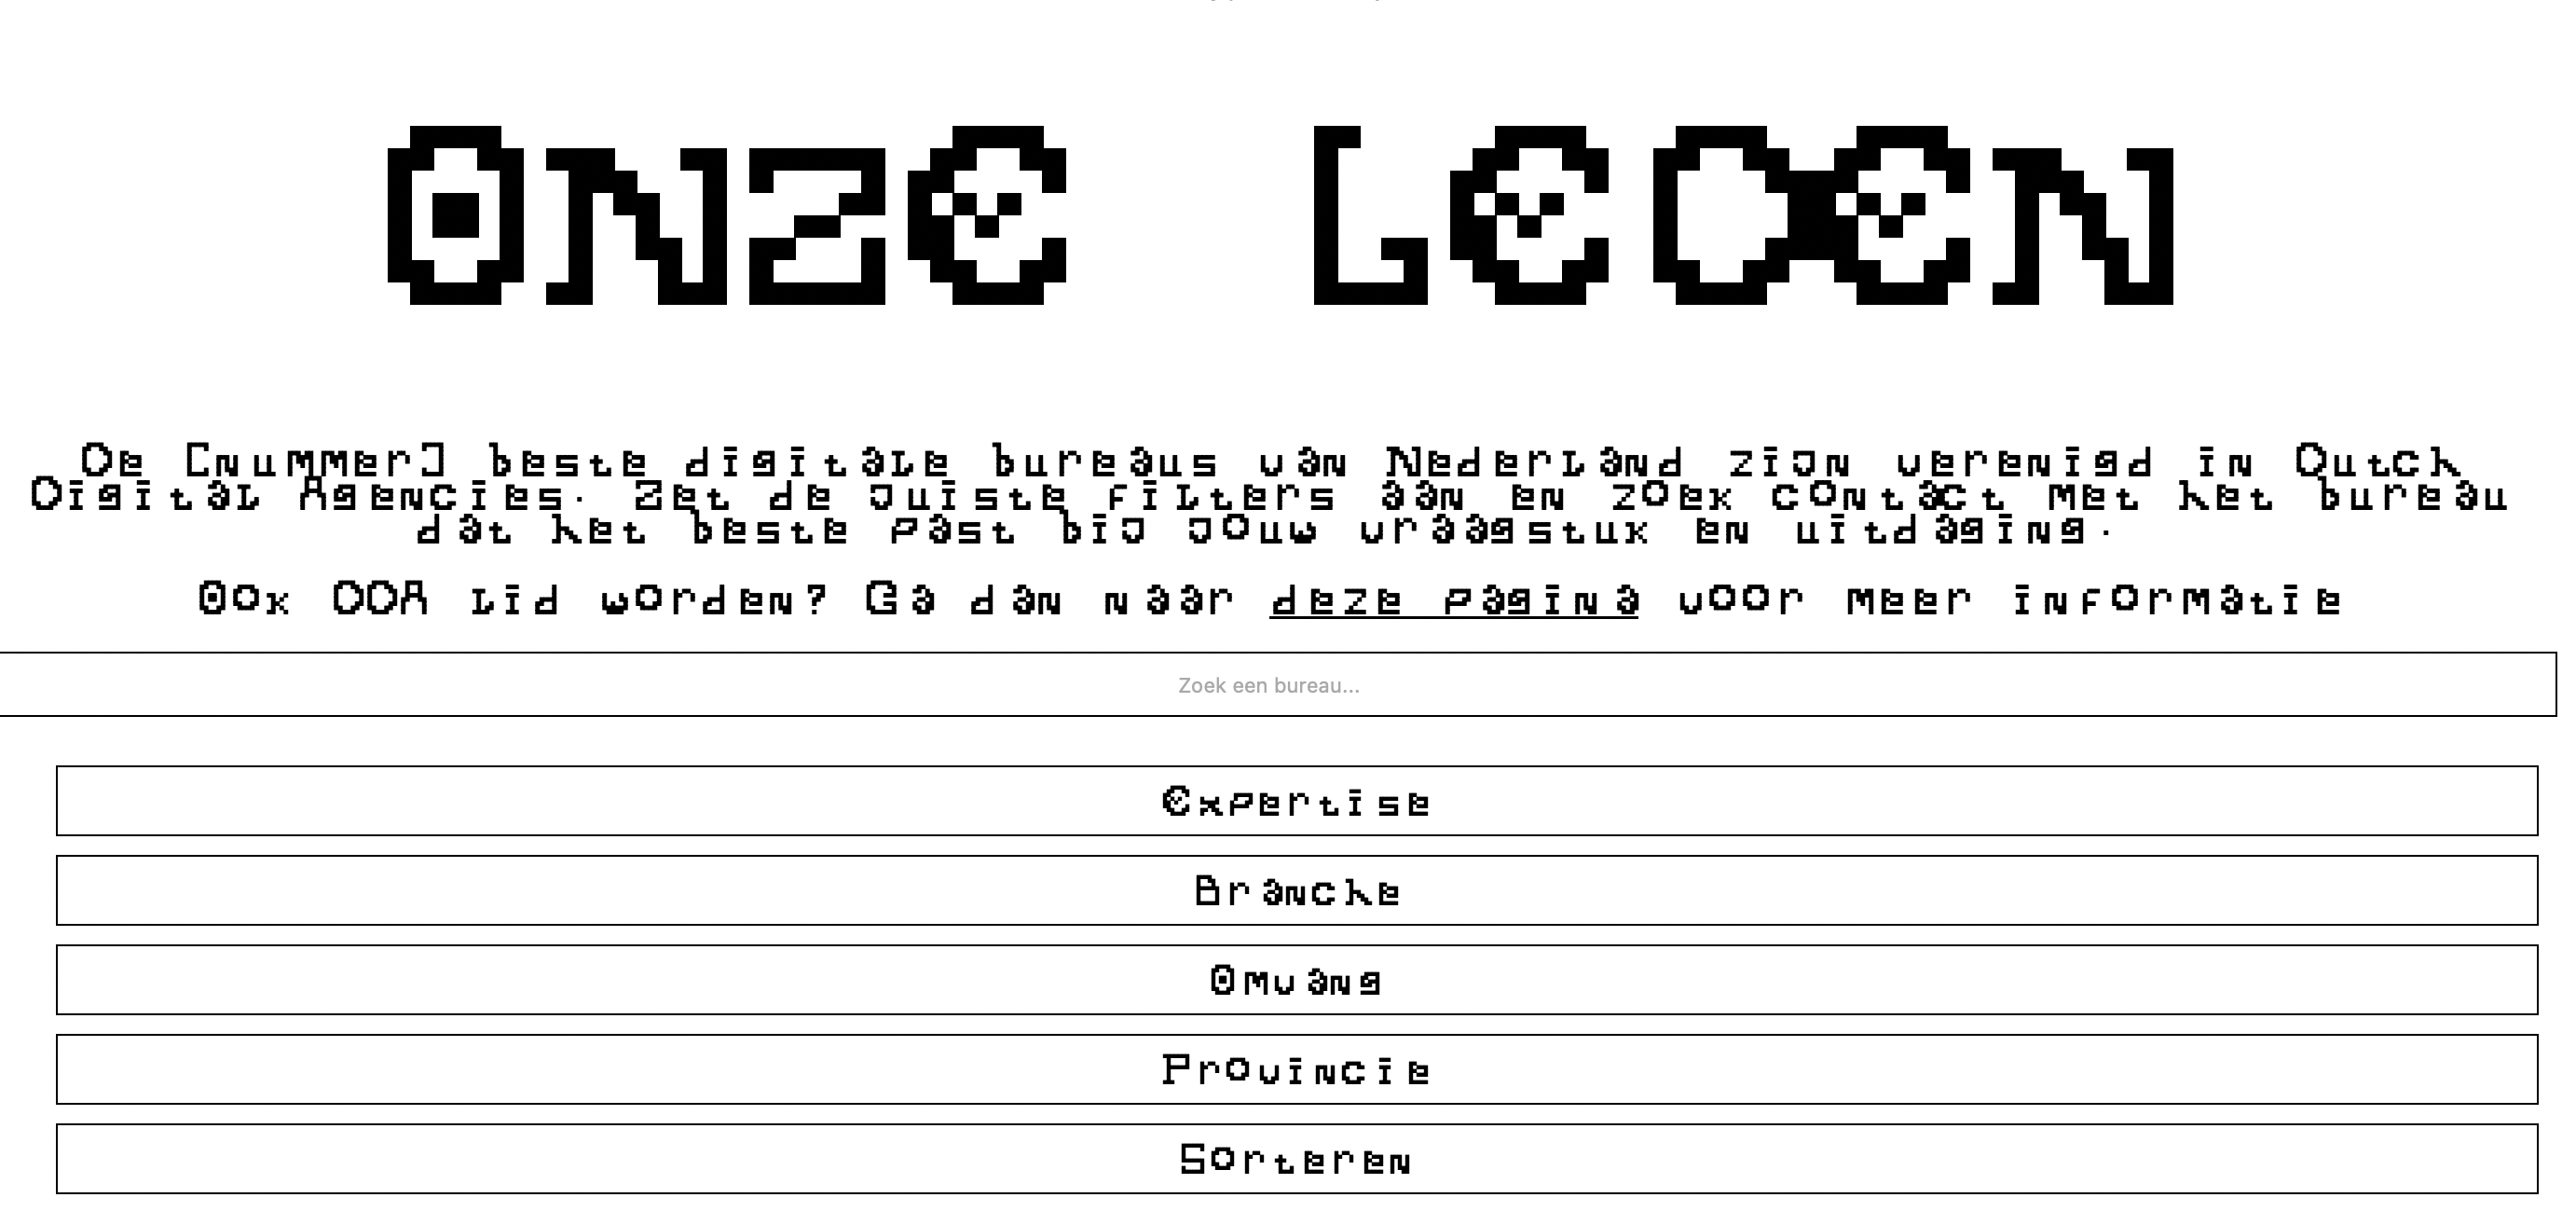 ONZE LEDEN
De [nummer] beste digitale bureaus van Nederland zijn verenigd in Dutch
Digital Agencies. Zet de juiste filters aan en zoek contact met het bureau
dat het beste past bij jouw vraagstuk en uitdaging.
Ook DDA lid worden? Ga dan naar deze pagina voor meer informatie
Zoek een bureau...
Expertise
Branche
Omvang
Provincie
Sorteren